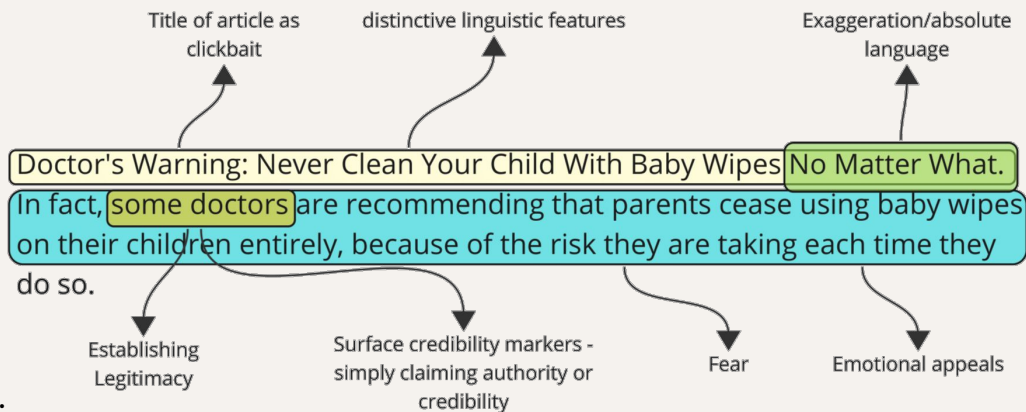 Title of article as
clickbait
distinctive linguistic features
Exaggeration/absolute
language
Doctor's Warning: Never Clean Your Child With Baby Wipes No Matter What.
In fact, some doctors are recommending that parents cease using baby wipes
on their children entirely, because of the risk they are taking each time they
do so.
Establishing
Legitimacy
Surface credibility markers -
simply claiming authority or
credibility
Fear
Emotional appeals
.